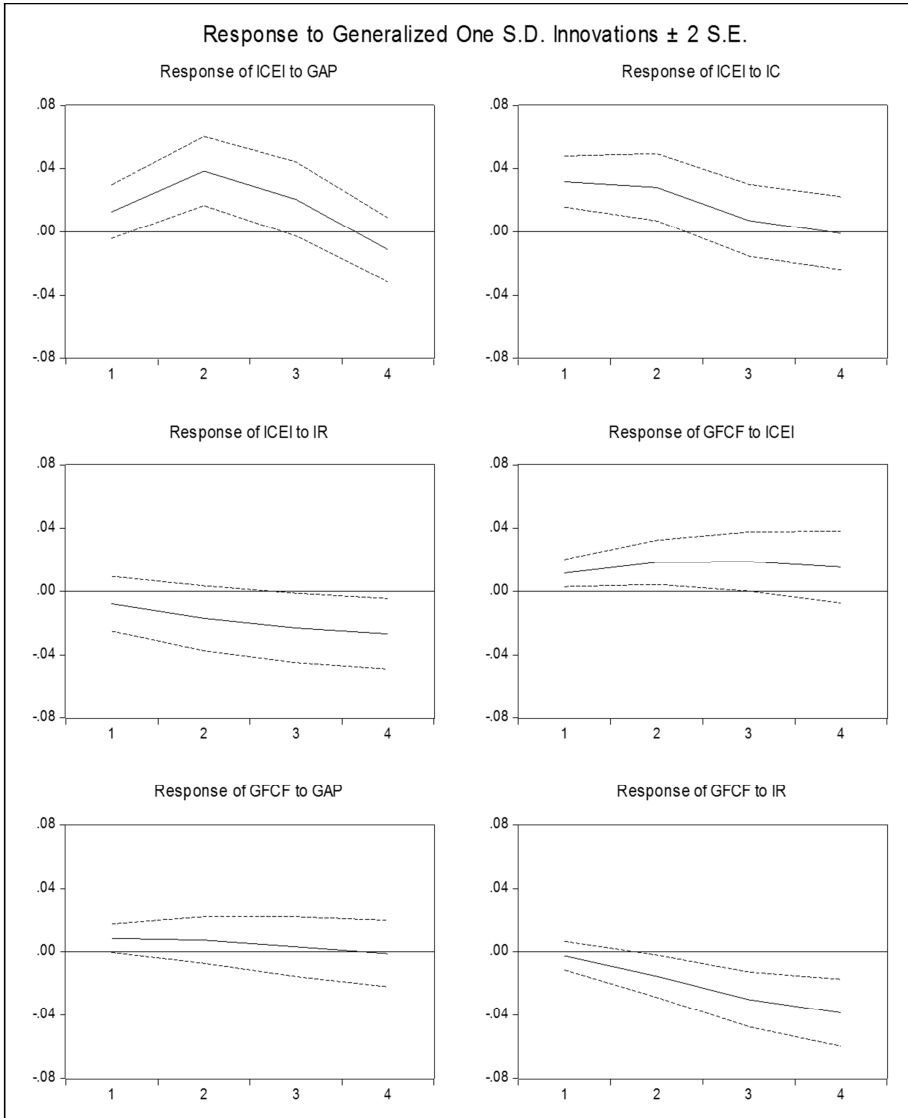 Response to Generalized One S.D. Innovations ± 2 S.E.
Response of ICEI to GAP
.08
.04
.00
-.04
-.08
1 2 3 4
Response of ICEI to IC
.08
.04
.00
-.04
-.08
1 2 3 4
Response of ICEI to IR
.08
.04
.00
-.04
-.08
1 2 3 4
Response of GFCF to ICEI
.08
.04
.00
-.04
-.08
1 2 3 4
Response of GFCF to GAP
.08
.04
.00
-.04
-.08
1 2 3 4
Response of GFCF to IR
.08
.04
.00
-.04
-.08
1 2 3 4